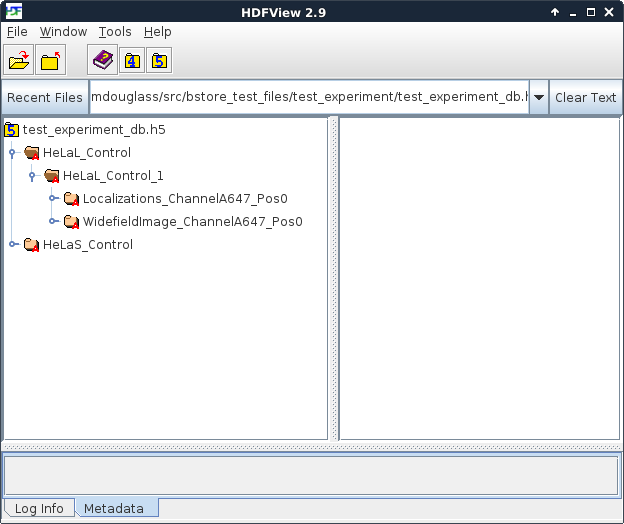 HDFView 2.9
File Window Tools Help
4 5
Recent Files mdouglass/src/bstore_test_files/test_experiment/test_experiment_db.h Clear Text
5 test_experiment_db.h5
HeLaL_Control
HeLaL_Control_1
Localizations_ChannelA647_Pos0
WidefieldImage_ChannelA647_Pos0
HeLaS_Control
Log Info Metadata